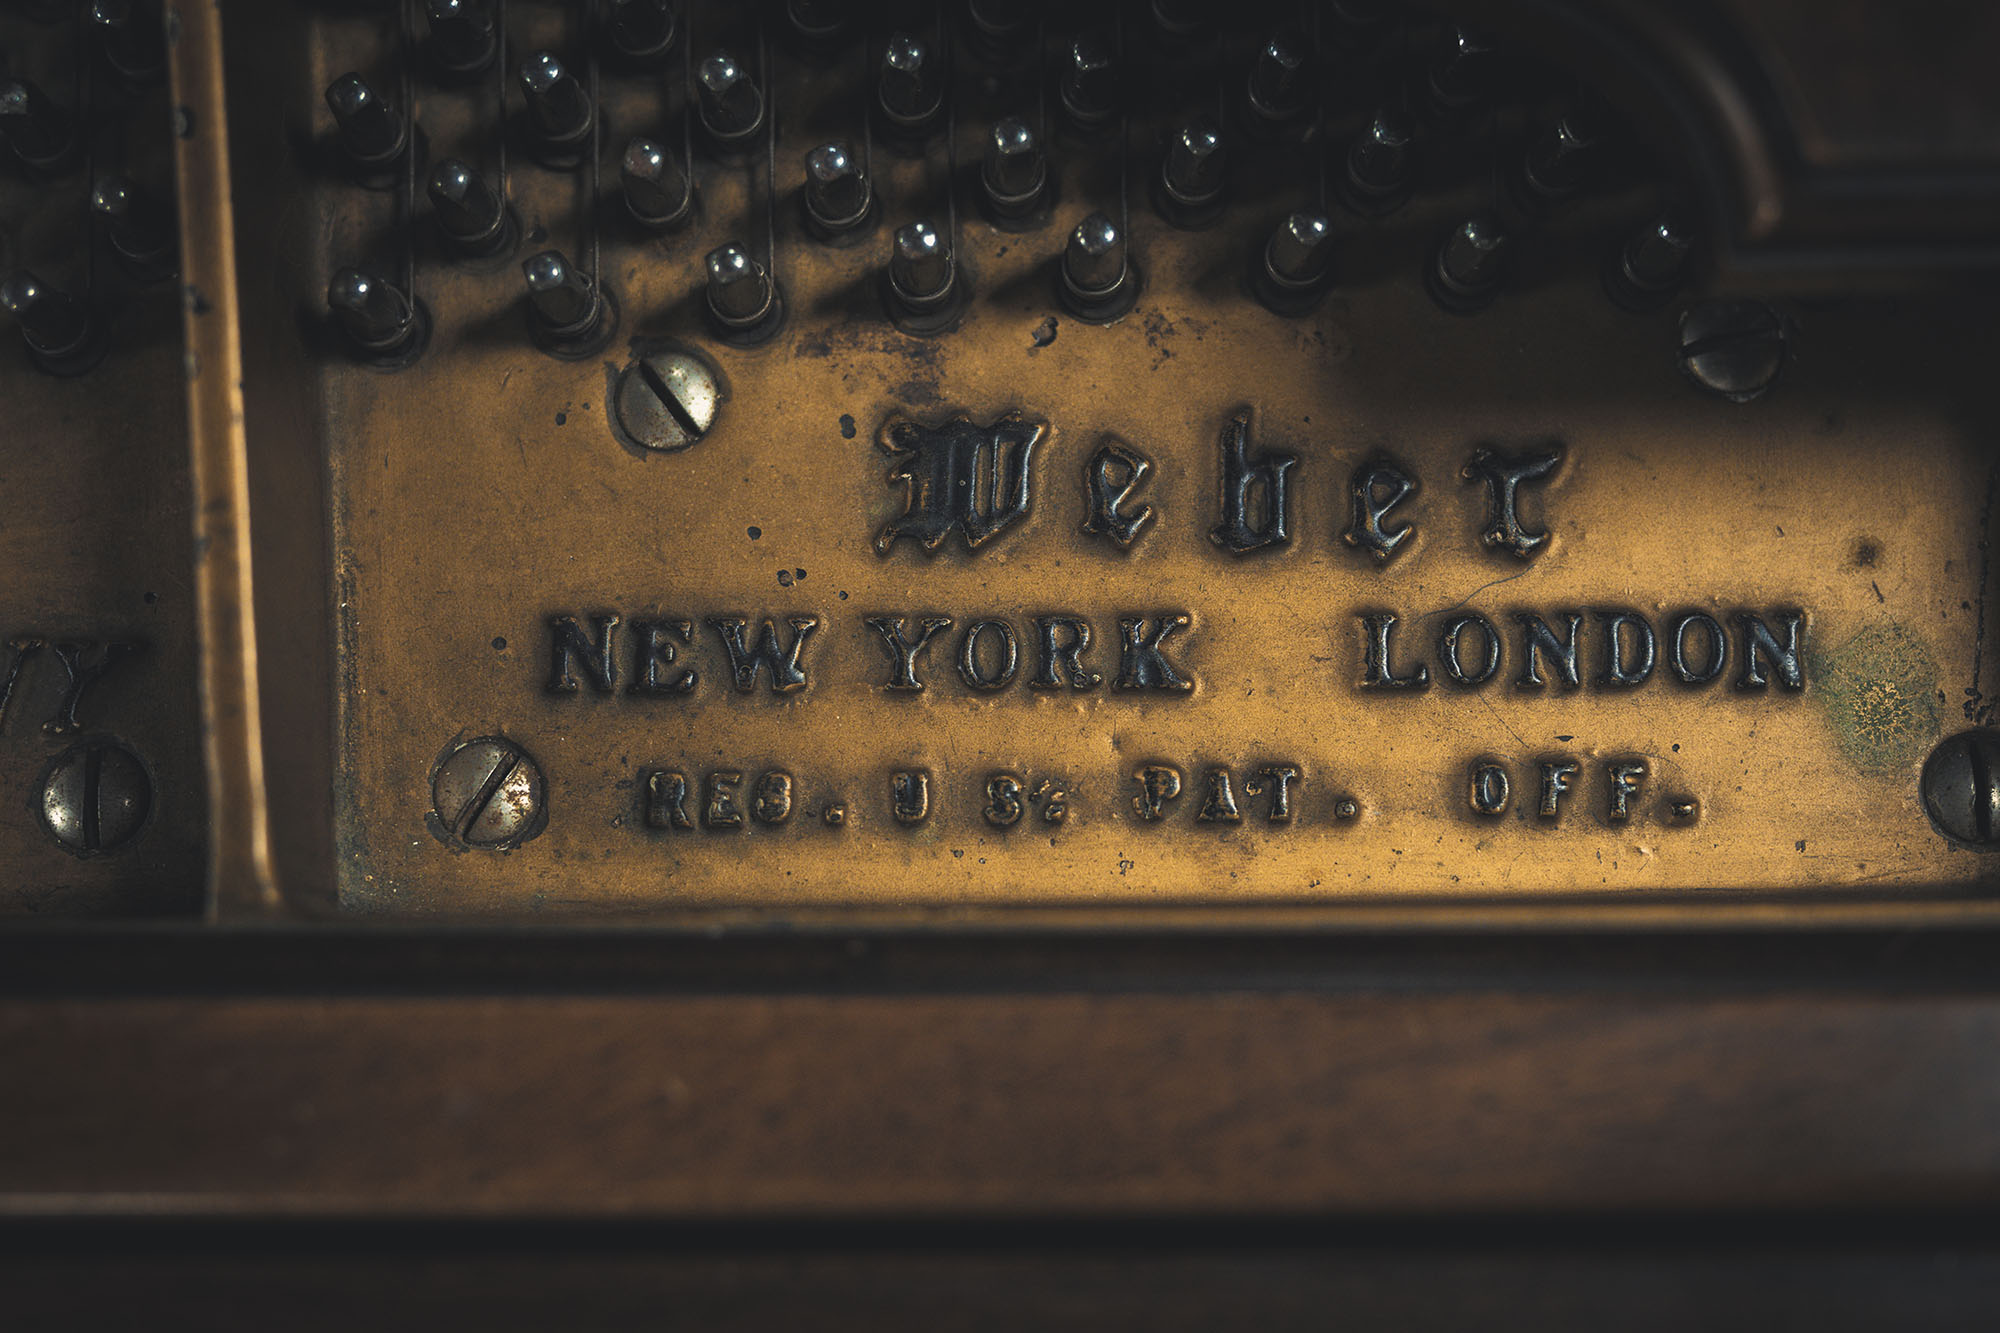 Weber
NEW YORK LONDON
REG. U.S. PAT. OFF.